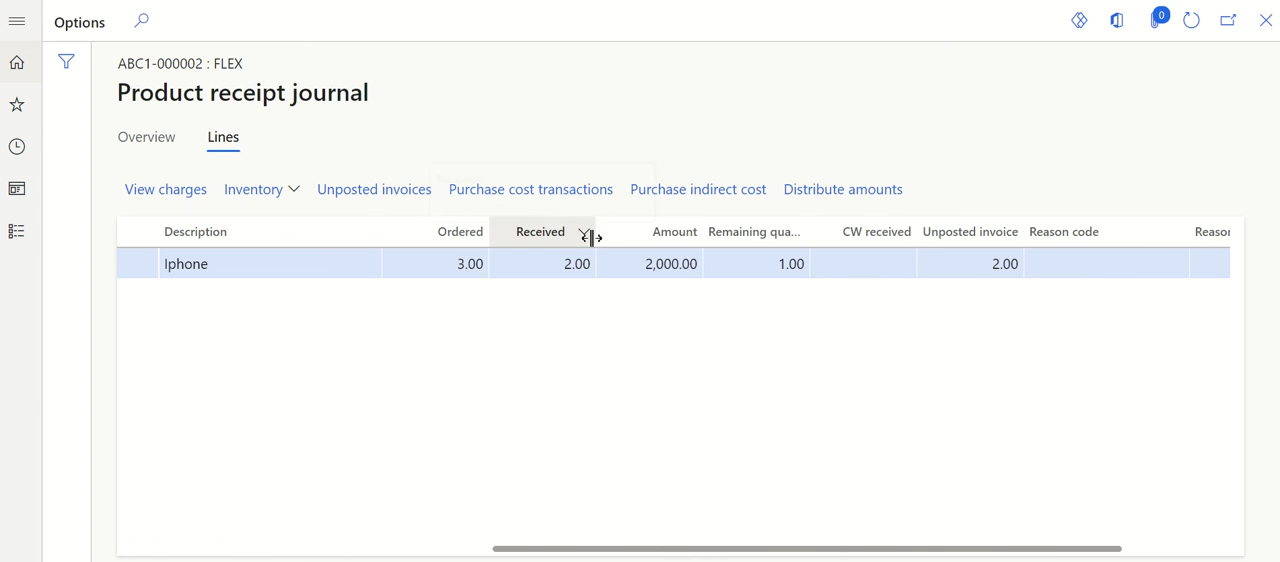 Options
0
ABC1-000002 : FLEX
Product receipt journal
Overview Lines
View charges Inventory Unposted invoices Purchase cost transactions Purchase indirect cost Distribute amounts
Description Ordered Received Amount Remaining qua... CW received Unposted invoice Reason code Reason
Iphone 3.00 2.00 2,000.00 1.00 2.00